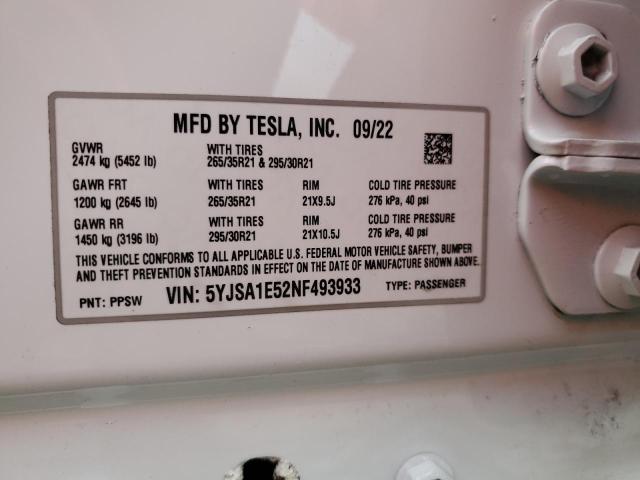 MFD BY TESLA, INC. 09/22
GVWR WITH TIRES
2474 kg (5452 lb) 265/35R21 & 295/30R21
GAWR FRT WITH TIRES RIM COLD TIRE PRESSURE
1200 kg (2645 lb) 265/35R21 21X9.5J 276 kPa, 40 psi
GAWR RR WITH TIRES RIM COLD TIRE PRESSURE
1450 kg (3196 lb) 295/30R21 21X10.5J 276 kPa, 40 psi
THIS VEHICLE CONFORMS TO ALL APPLICABLE U.S. FEDERAL MOTOR VEHICLE SAFETY, BUMPER
AND THEFT PREVENTION STANDARDS IN EFFECT ON THE DATE OF MANUFACTURE SHOWN ABOVE.
PNT: PPSW VIN: 5YJSA1E52NF493933 TYPE: PASSENGER